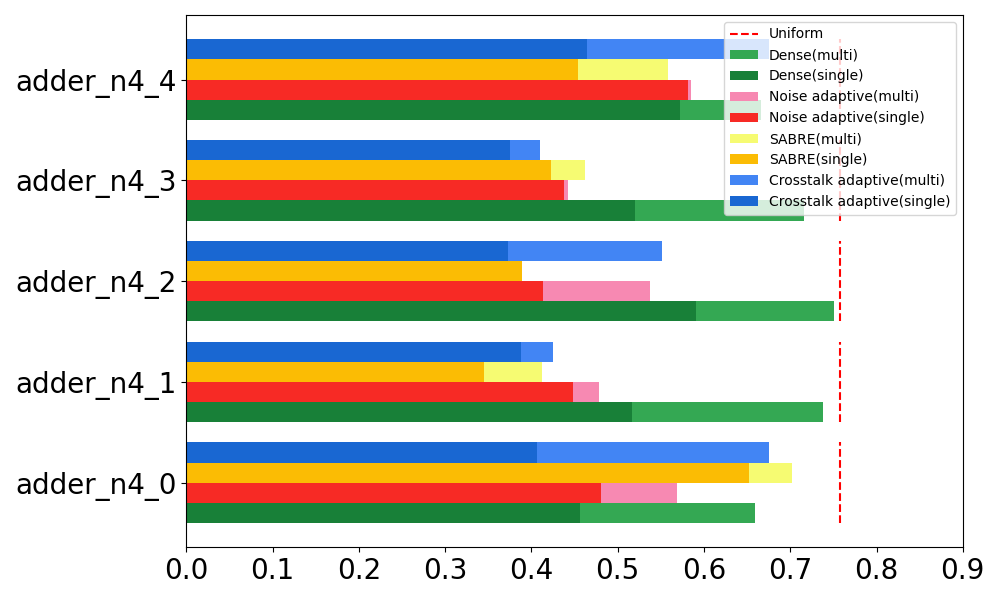 adder_n4_4
adder_n4_3
adder_n4_2
adder_n4_1
adder_n4_0
Uniform
Dense(multi)
Dense(single)
Noise adaptive(multi)
Noise adaptive(single)
SABRE(multi)
SABRE(single)
Crosstalk adaptive(multi)
Crosstalk adaptive(single)
0.0 0.1 0.2 0.3 0.4 0.5 0.6 0.7 0.8 0.9